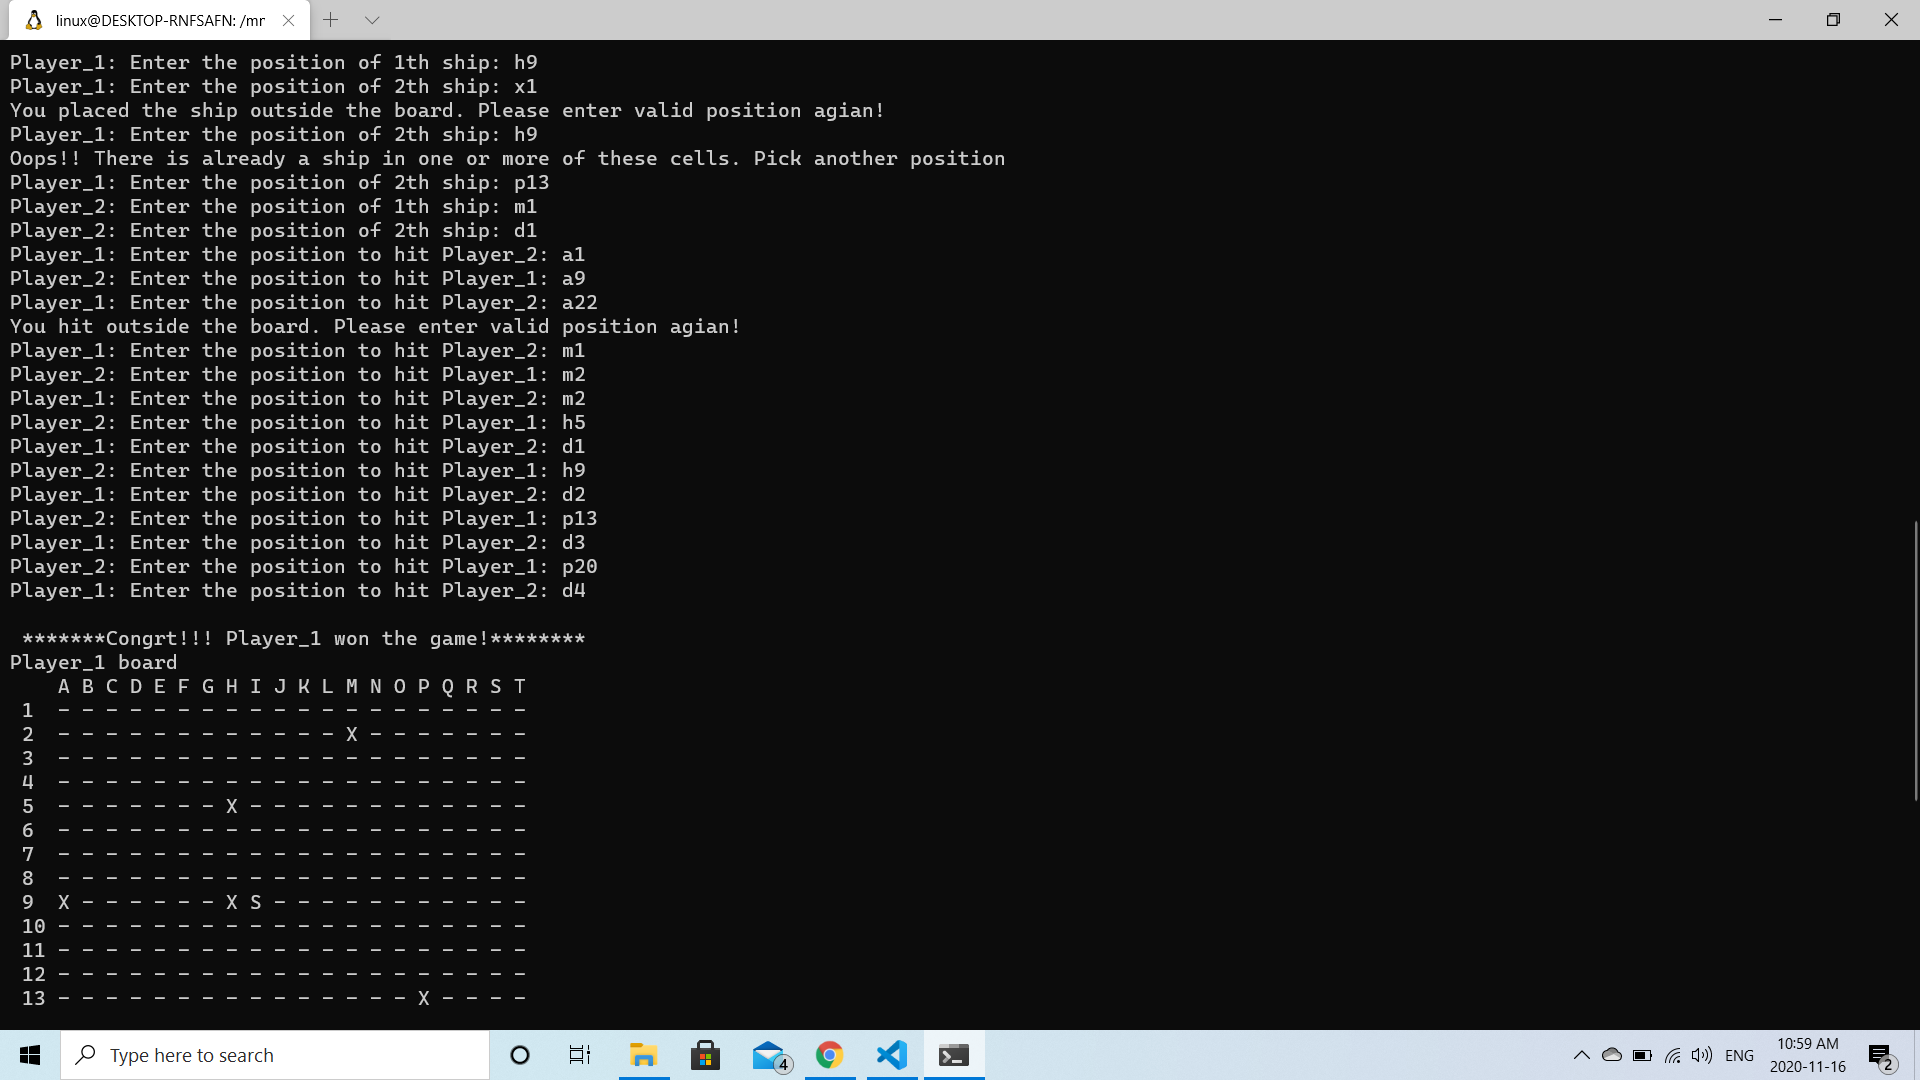 linux@DESKTOP-RNFSAFN: /mr
Player_1: Enter the position of 1th ship: h9
Player_1: Enter the position of 2th ship: x1
You placed the ship outside the board. Please enter valid position agian!
Player_1: Enter the position of 2th ship: h9
Oops!! There is already a ship in one or more of these cells. Pick another position
Player_1: Enter the position of 2th ship: p13
Player_2: Enter the position of 1th ship: m1
Player_2: Enter the position of 2th ship: d1
Player_1: Enter the position to hit Player_2: a1
Player_2: Enter the position to hit Player_1: a9
Player_1: Enter the position to hit Player_2: a22
You hit outside the board. Please enter valid position agian!
Player_1: Enter the position to hit Player_2: m1
Player_2: Enter the position to hit Player_1: m2
Player_1: Enter the position to hit Player_2: m2
Player_2: Enter the position to hit Player_1: h5
Player_1: Enter the position to hit Player_2: d1
Player_2: Enter the position to hit Player_1: h9
Player_1: Enter the position to hit Player_2: d2
Player_2: Enter the position to hit Player_1: p13
Player_1: Enter the position to hit Player_2: d3
Player_2: Enter the position to hit Player_1: p20
Player_1: Enter the position to hit Player_2: d4
*******Congrt!!! Player_1 won the game!********
Player_1 board
A B C D E F G H I J K L M N O P Q R S T
1 - - - - - - - - - - - - - - - - - - - -
2 - - - - - - - - - - - - X - - - - - - -
3 - - - - - - - - - - - - - - - - - - - -
4 - - - - - - - - - - - - - - - - - - - -
5 - - - - - - - X - - - - - - - - - - - -
6 - - - - - - - - - - - - - - - - - - - -
7 - - - - - - - - - - - - - - - - - - - -
8 - - - - - - - - - - - - - - - - - - - -
9 X - - - - - - X S - - - - - - - - - - -
10 - - - - - - - - - - - - - - - - - - - -
11 - - - - - - - - - - - - - - - - - - - -
12 - - - - - - - - - - - - - - - - - - - -
13 - - - - - - - - - - - - - - - X - - - -
Type here to search
4
ENG
10:59 AM
2020-11-16
2